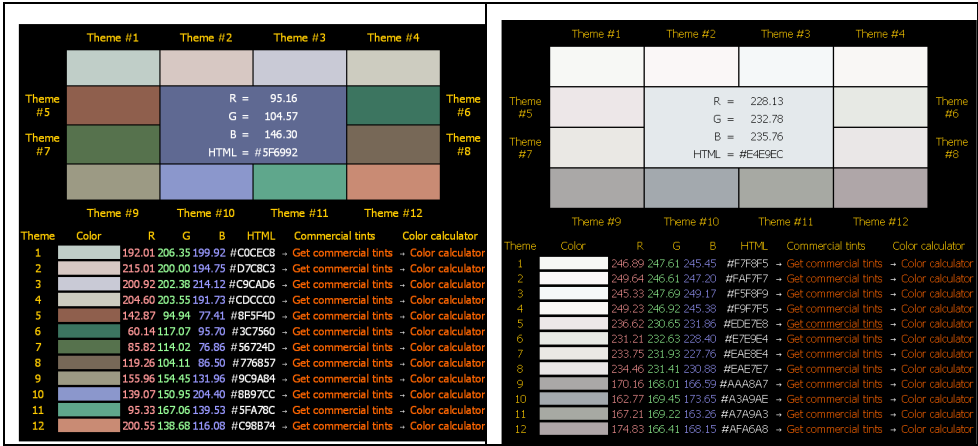 Theme #1 Theme #2 Theme #3 Theme #4
R = 95.16
Theme #5 G = 104.57 Theme #6
B = 146.30
Theme #7 HTML = #5F6992 Theme #8
Theme #9 Theme #10 Theme #11 Theme #12
Theme Color R G B HTML Commercial tints Color calculator
1 192.01 206.35 199.92 #C0CEC8 → Get commercial tints → Color calculator
2 215.01 200.00 194.75 #D7C8C3 → Get commercial tints → Color calculator
3 200.92 202.38 214.12 #C9CAD6 → Get commercial tints → Color calculator
4 204.60 203.55 191.73 #CDCCC0 → Get commercial tints → Color calculator
5 142.87 94.94 77.41 #8F5F4D → Get commercial tints → Color calculator
6 60.14 117.07 95.70 #3C7560 → Get commercial tints → Color calculator
7 85.82 114.02 76.86 #56724D → Get commercial tints → Color calculator
8 119.26 104.11 86.50 #776857 → Get commercial tints → Color calculator
9 155.96 154.45 131.96 #9C9A84 → Get commercial tints → Color calculator
10 139.07 150.95 204.40 #8B97CC → Get commercial tints → Color calculator
11 95.33 167.06 139.53 #5FA78C → Get commercial tints → Color calculator
12 200.55 138.68 116.08 #C98B74 → Get commercial tints → Color calculator
Theme #1 Theme #2 Theme #3 Theme #4
R = 228.13
Theme #5 G = 232.78 Theme #6
B = 235.76
Theme #7 HTML = #E4E9EC Theme #8
Theme #9 Theme #10 Theme #11 Theme #12
Theme Color R G B HTML Commercial tints Color calculator
1 246.89 247.61 245.45 #F7F8F5 → Get commercial tints → Color calculator
2 249.64 246.61 247.20 #FAF7F7 → Get commercial tints → Color calculator
3 245.33 247.69 249.17 #F5F8F9 → Get commercial tints → Color calculator
4 249.23 246.92 245.38 #F9F7F5 → Get commercial tints → Color calculator
5 236.62 230.65 231.86 #EDE7E8 → Get commercial tints → Color calculator
6 231.21 232.63 228.40 #E7E9E4 → Get commercial tints → Color calculator
7 233.75 231.93 227.76 #EAE8E4 → Get commercial tints → Color calculator
8 234.46 231.41 230.88 #EAE7E7 → Get commercial tints → Color calculator
9 170.16 168.01 166.59 #AAA8A7 → Get commercial tints → Color calculator
10 162.77 169.45 173.65 #A3A9AE → Get commercial tints → Color calculator
11 167.21 169.22 163.26 #A7A9A3 → Get commercial tints → Color calculator
12 174.83 166.41 168.15 #AFA6A8 → Get commercial tints → Color calculator